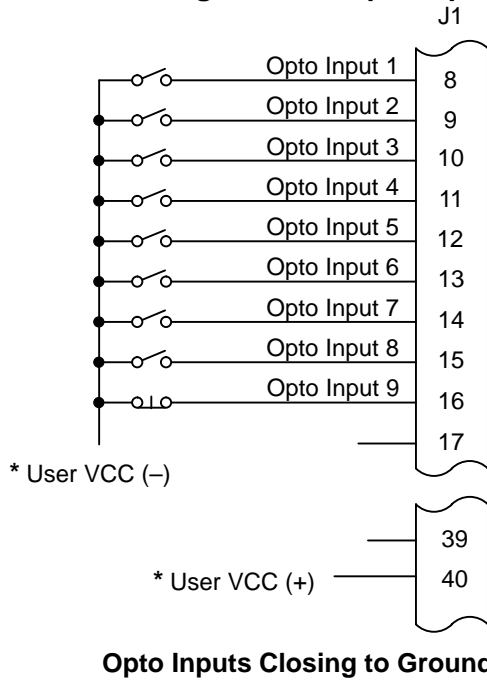 J1
Opto Input 1
8
Opto Input 2
9
Opto Input 3
10
Opto Input 4
11
Opto Input 5
12
Opto Input 6
13
Opto Input 7
14
Opto Input 8
15
Opto Input 9
16
17
* User VCC (–)
39
* User VCC (+)
40
Opto Inputs Closing to Ground